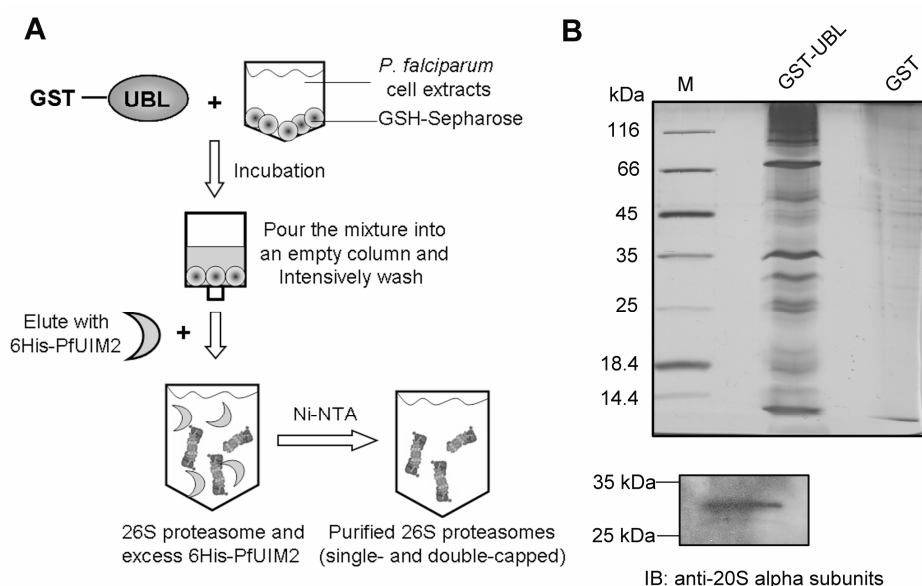 A
GST
UBL
+
P. falciparum
cell extracts
GSH-Sepharose
Incubation
Pour the mixture into
an empty column and
Intensively wash
Elute with
6His-PfUIM2
+
Ni-NTA
26S proteasome and
excess 6His-PfUIM2
Purified 26S proteasomes
(single- and double-capped)
B
kDa
M
GST-UBL
GST
116
66
45
35
25
18.4
14.4
35 kDa
25 kDa
IB: anti-20S alpha subunits